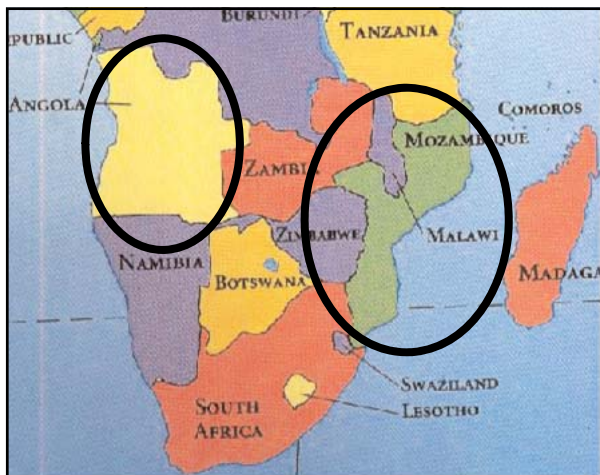 BURUNDI
TANZANIA
PUBLIC
ANGOLA
COMOROS
MOZAMBIQUE
ZAMBIA
ZIMBABWE
MALAWI
NAMIBIA
BOTSWANA
MADAGA
SWAZILAND
LESOTHO
SOUTH
AFRICA